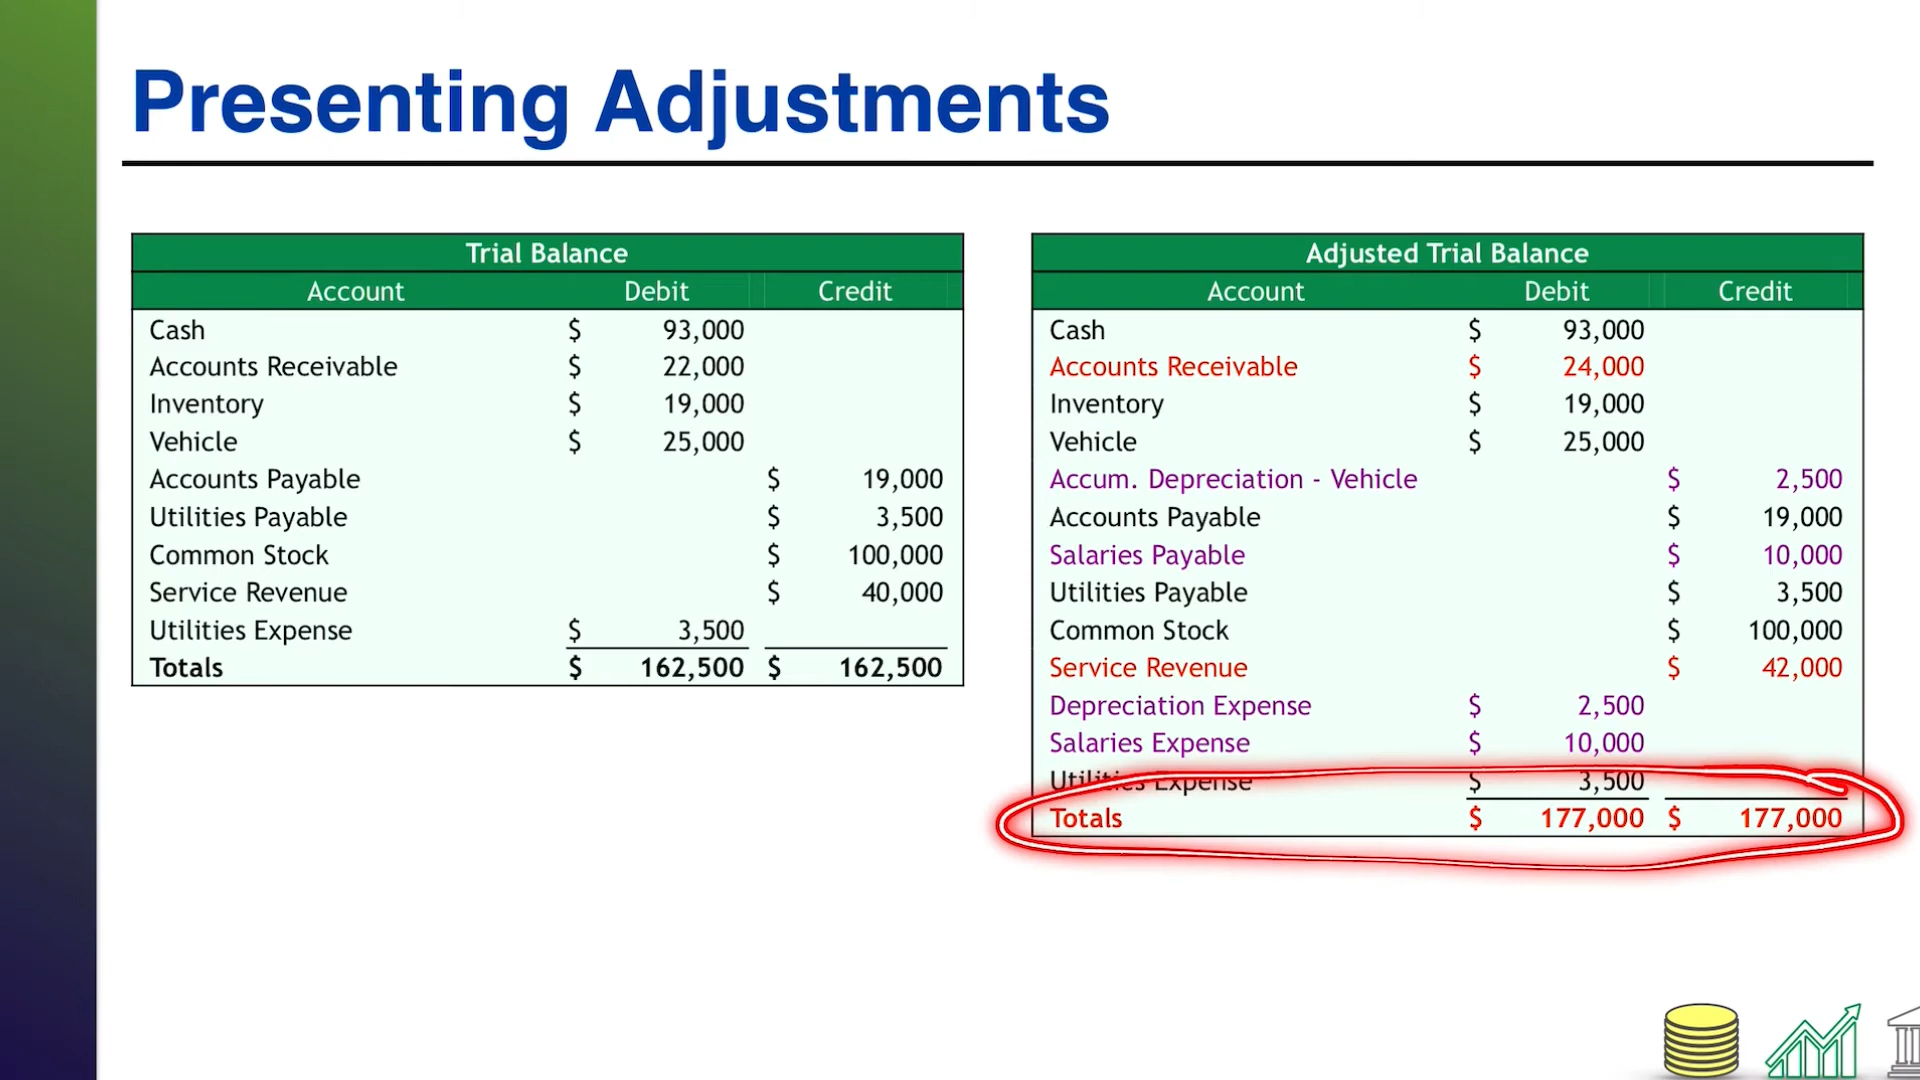 Presenting Adjustments
Trial Balance
Account Debit Credit
Cash $ 93,000
Accounts Receivable $ 22,000
Inventory $ 19,000
Vehicle $ 25,000
Accounts Payable $ 19,000
Utilities Payable $ 3,500
Common Stock $ 100,000
Service Revenue $ 40,000
Utilities Expense $ 3,500
Totals $ 162,500 $ 162,500
Adjusted Trial Balance
Account Debit Credit
Cash $ 93,000
Accounts Receivable $ 24,000
Inventory $ 19,000
Vehicle $ 25,000
Accum. Depreciation - Vehicle $ 2,500
Accounts Payable $ 19,000
Salaries Payable $ 10,000
Utilities Payable $ 3,500
Common Stock $ 100,000
Service Revenue $ 42,000
Depreciation Expense $ 2,500
Salaries Expense $ 10,000
Utilities Expense $ 3,500
Totals $ 177,000 $ 177,000